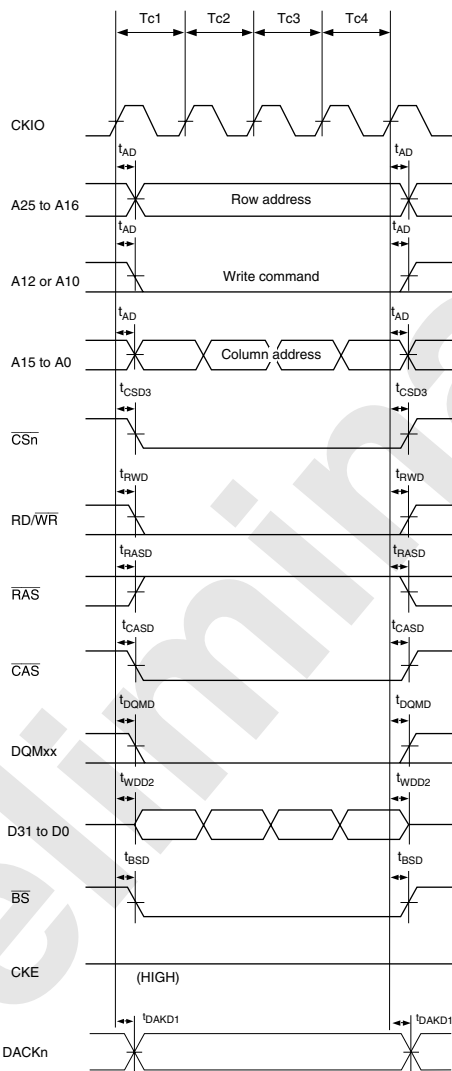 Tc1 Tc2 Tc3 Tc4
CKIO
tAD tAD
A25 to A16 Row address
tAD tAD
A12 or A10 Write command
tAD tAD
A15 to A0 Column address
tCSD3 tCSD3
CSn
tRWD tRWD
RD/WR
tRASD tRASD
RAS
tCASD tCASD
CAS
tDQMD tDQMD
DQMxx
tWDD2 tWDD2
D31 to D0
tBSD tBSD
BS
CKE (HIGH)
tDAKD1 tDAKD1
DACKn
elimina